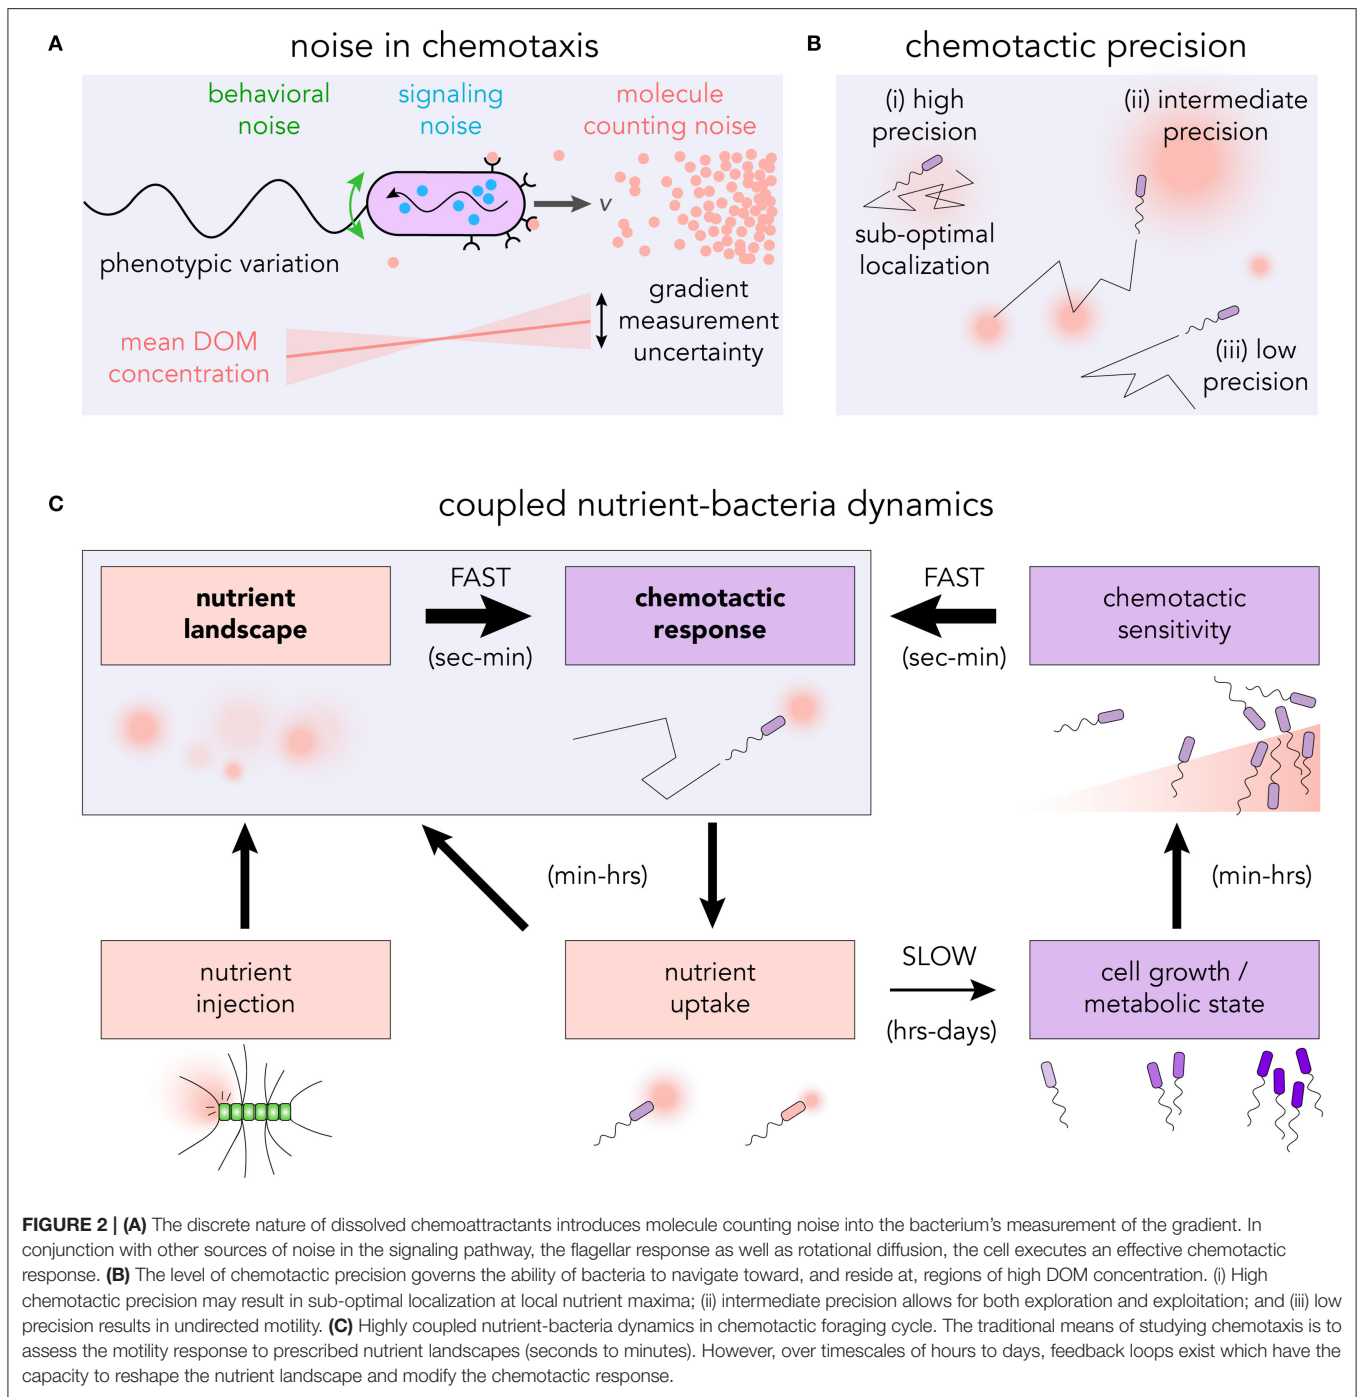 A
noise in chemotaxis
behavioral
noise
signaling
noise
molecule
counting noise
v
phenotypic variation
mean DOM
concentration
gradient
measurement
uncertainty
B
chemotactic precision
(i) high
precision
sub-optimal
localization
(ii) intermediate
precision
(iii) low
precision
C
coupled nutrient-bacteria dynamics
nutrient
landscape
FAST
(sec-min)
chemotactic
response
FAST
(sec-min)
chemotactic
sensitivity
(min-hrs)
(min-hrs)
nutrient
injection
nutrient
uptake
SLOW
(hrs-days)
cell growth /
metabolic state
FIGURE 2 | (A) The discrete nature of dissolved chemoattractants introduces molecule counting noise into the bacterium's measurement of the gradient. In
conjunction with other sources of noise in the signaling pathway, the flagellar response as well as rotational diffusion, the cell executes an effective chemotactic
response. (B) The level of chemotactic precision governs the ability of bacteria to navigate toward, and reside at, regions of high DOM concentration. (i) High
chemotactic precision may result in sub-optimal localization at local nutrient maxima; (ii) intermediate precision allows for both exploration and exploitation; and (iii) low
precision results in undirected motility. (C) Highly coupled nutrient-bacteria dynamics in chemotactic foraging cycle. The traditional means of studying chemotaxis is to
assess the motility response to prescribed nutrient landscapes (seconds to minutes). However, over timescales of hours to days, feedback loops exist which have the
capacity to reshape the nutrient landscape and modify the chemotactic response.